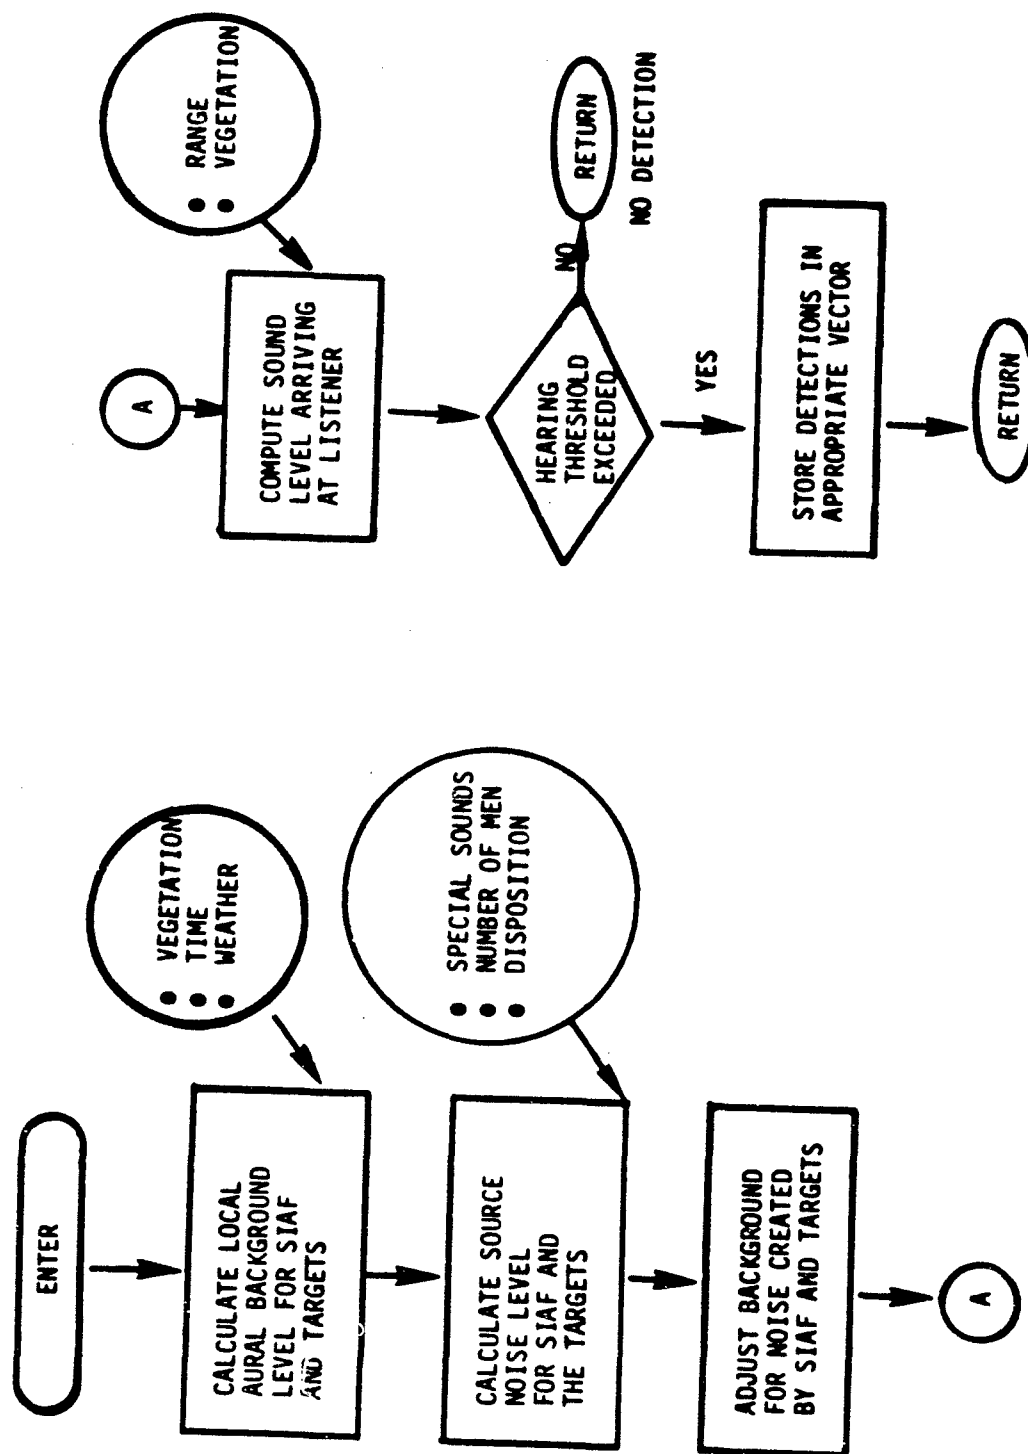 ENTER
CALCULATE LOCAL
AURAL BACKGROUND
LEVEL FOR SIAF
AND TARGETS
● VEGETATION
● TIME
● WEATHER
CALCULATE SOURCE
NOISE LEVEL
FOR SIAF AND
THE TARGETS
● SPECIAL SOUNDS
● NUMBER OF MEN
● DISPOSITION
ADJUST BACKGROUND
FOR NOISE CREATED
BY SIAF AND TARGETS
A
A
● RANGE
● VEGETATION
COMPUTE SOUND
LEVEL ARRIVING
AT LISTENER
HEARING
THRESHOLD
EXCEEDED
NO
RETURN
NO DETECTION
YES
STORE DETECTIONS IN
APPROPRIATE VECTOR
RETURN